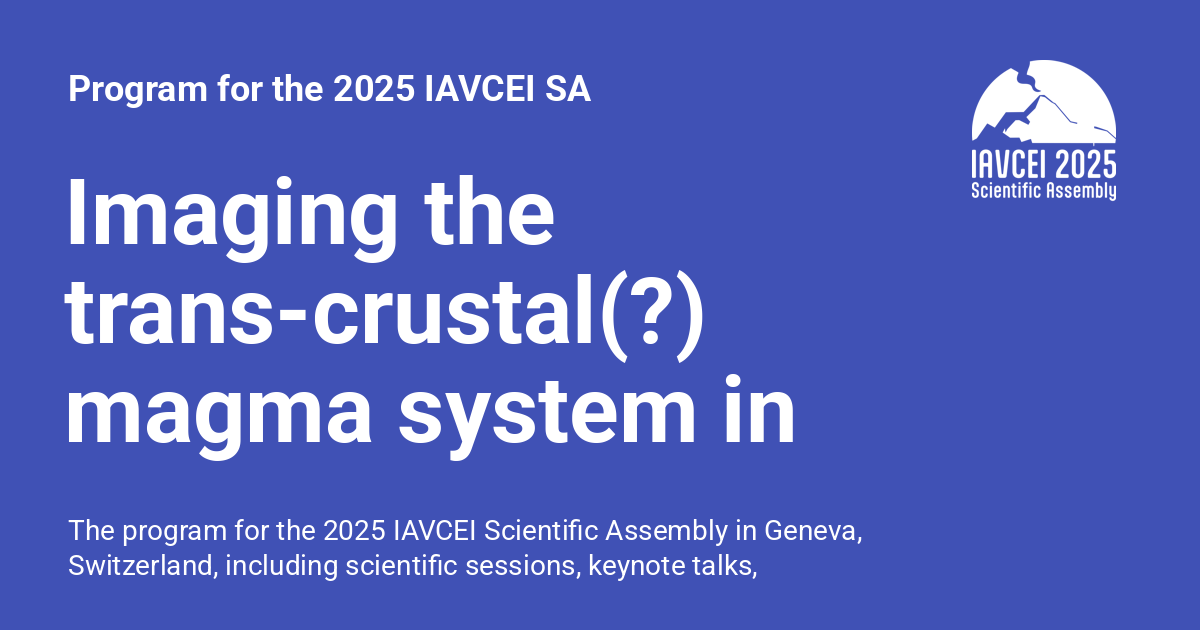 Program for the 2025 IAVCEI SA
IAVCEI 2025
Scientific Assembly
Imaging the
trans-crustal(?)
magma system in
The program for the 2025 IAVCEI Scientific Assembly in Geneva,
Switzerland, including scientific sessions, keynote talks,